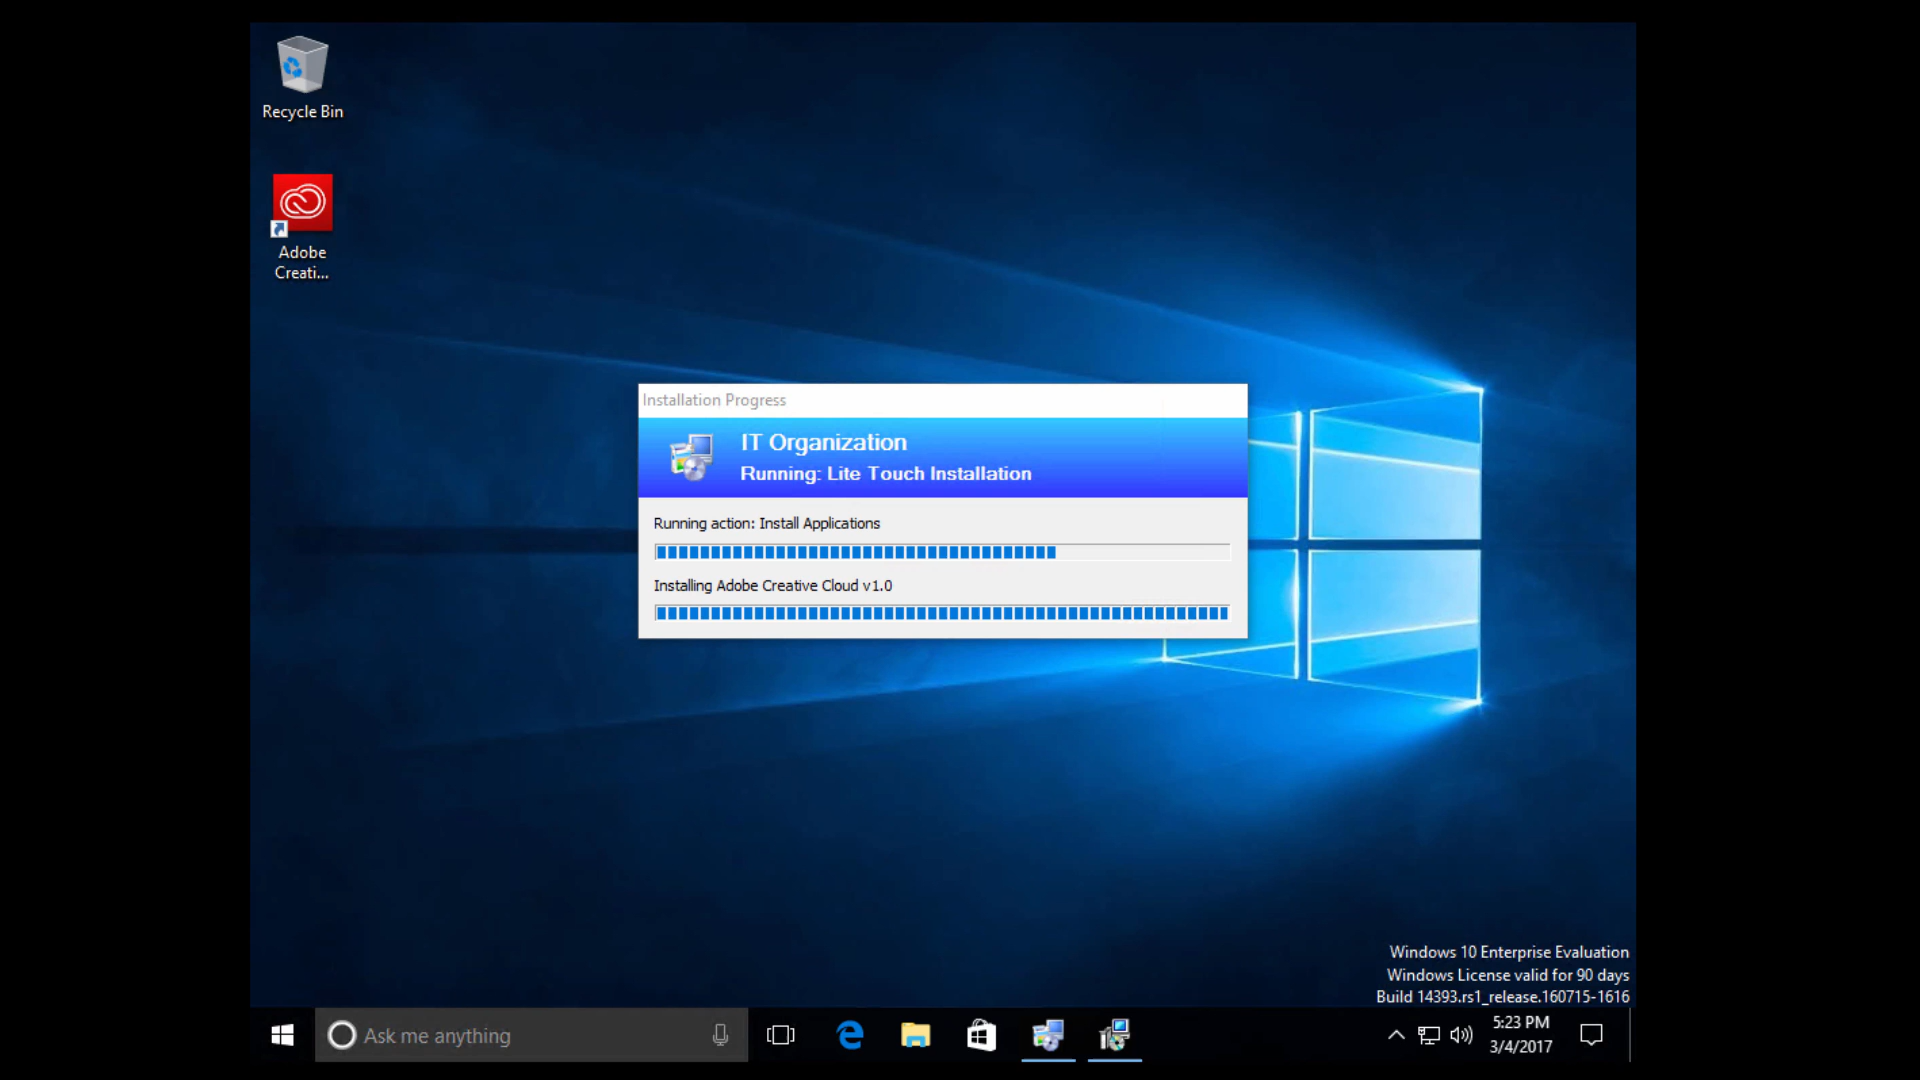 Recycle Bin
Adobe
Creati...
Installation Progress
IT Organization
Running: Lite Touch Installation
Running action: Install Applications
Installing Adobe Creative Cloud v1.0
Windows 10 Enterprise Evaluation
Windows License valid for 90 days
Build 14393.rs1_release.160715-1616
Ask me anything
5:23 PM
3/4/2017